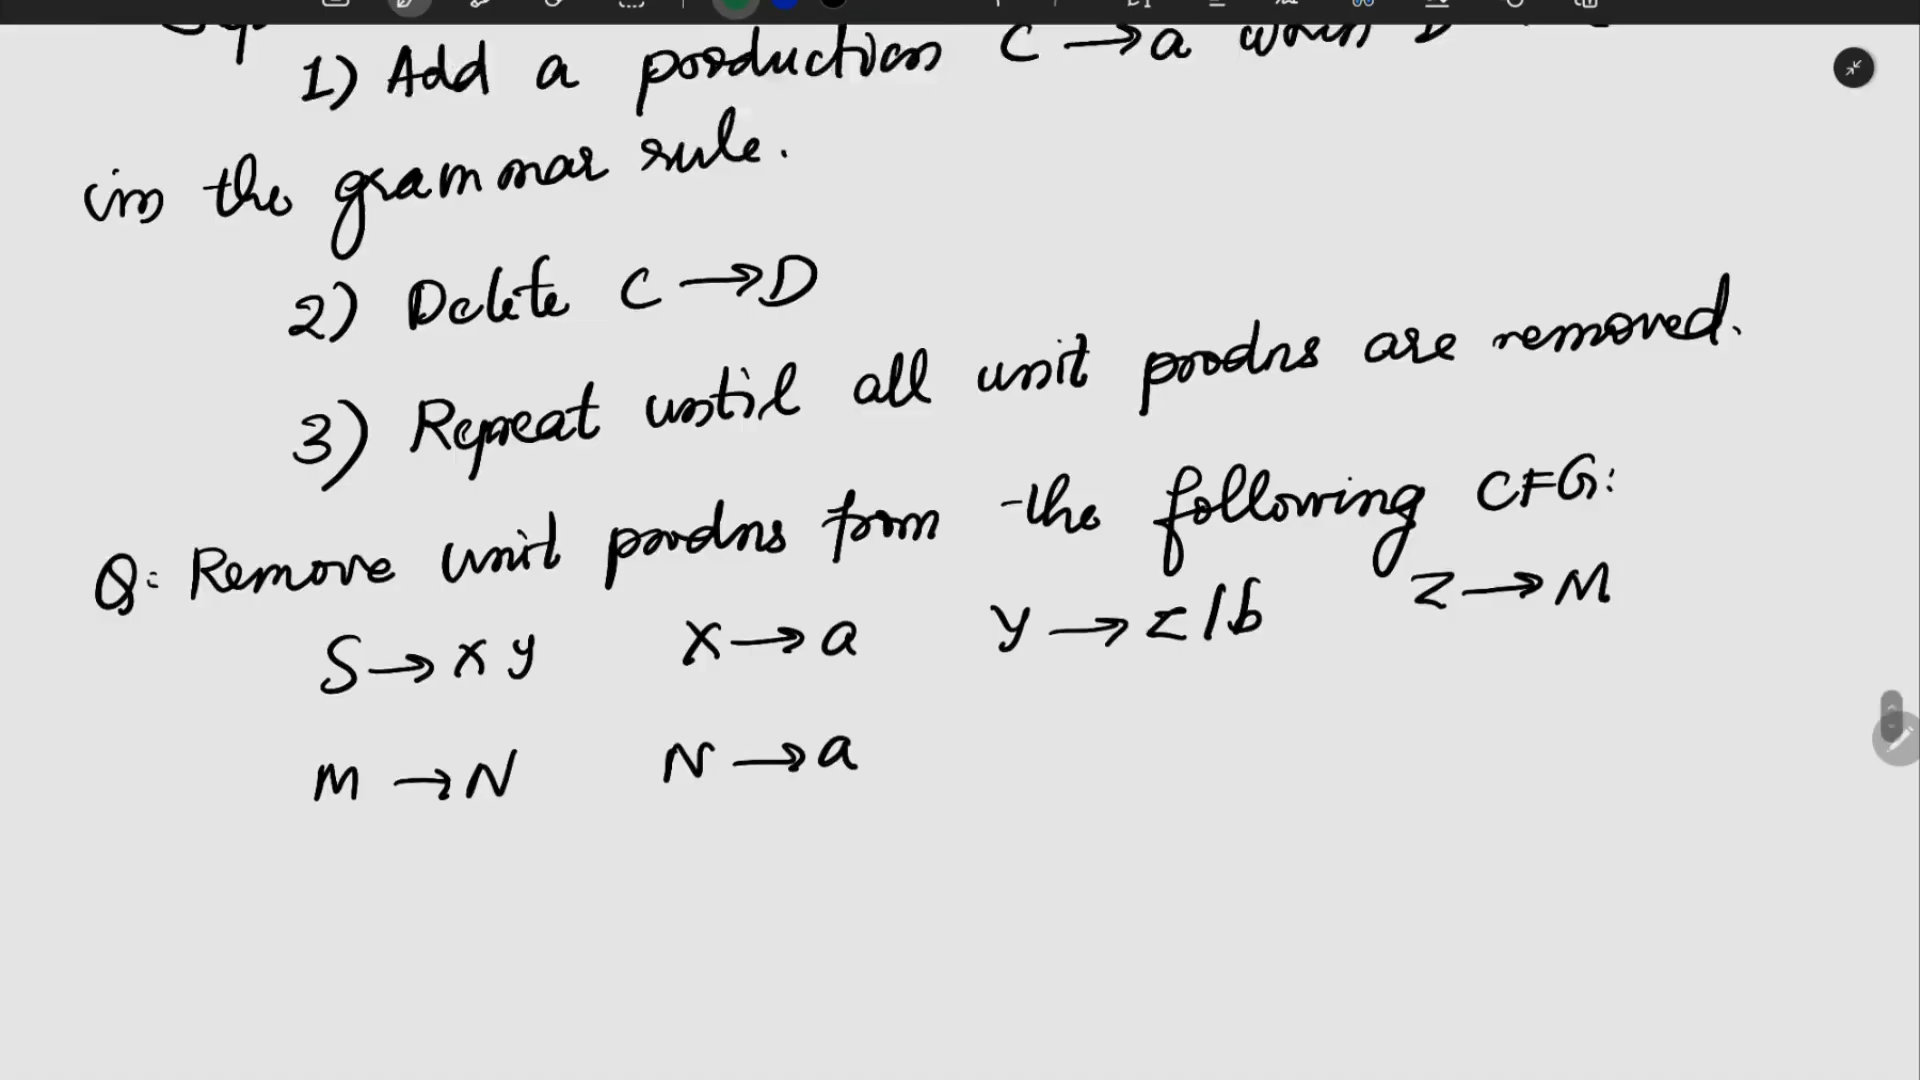 1) Add a production C → a when D → a
in the grammar rule.
2) Delete C → D
3) Repeat until all unit prodns are removed.
Q: Remove unit prodns from the following CFG:
S → X Y X → a Y → Z / b Z → M
M → N N → a